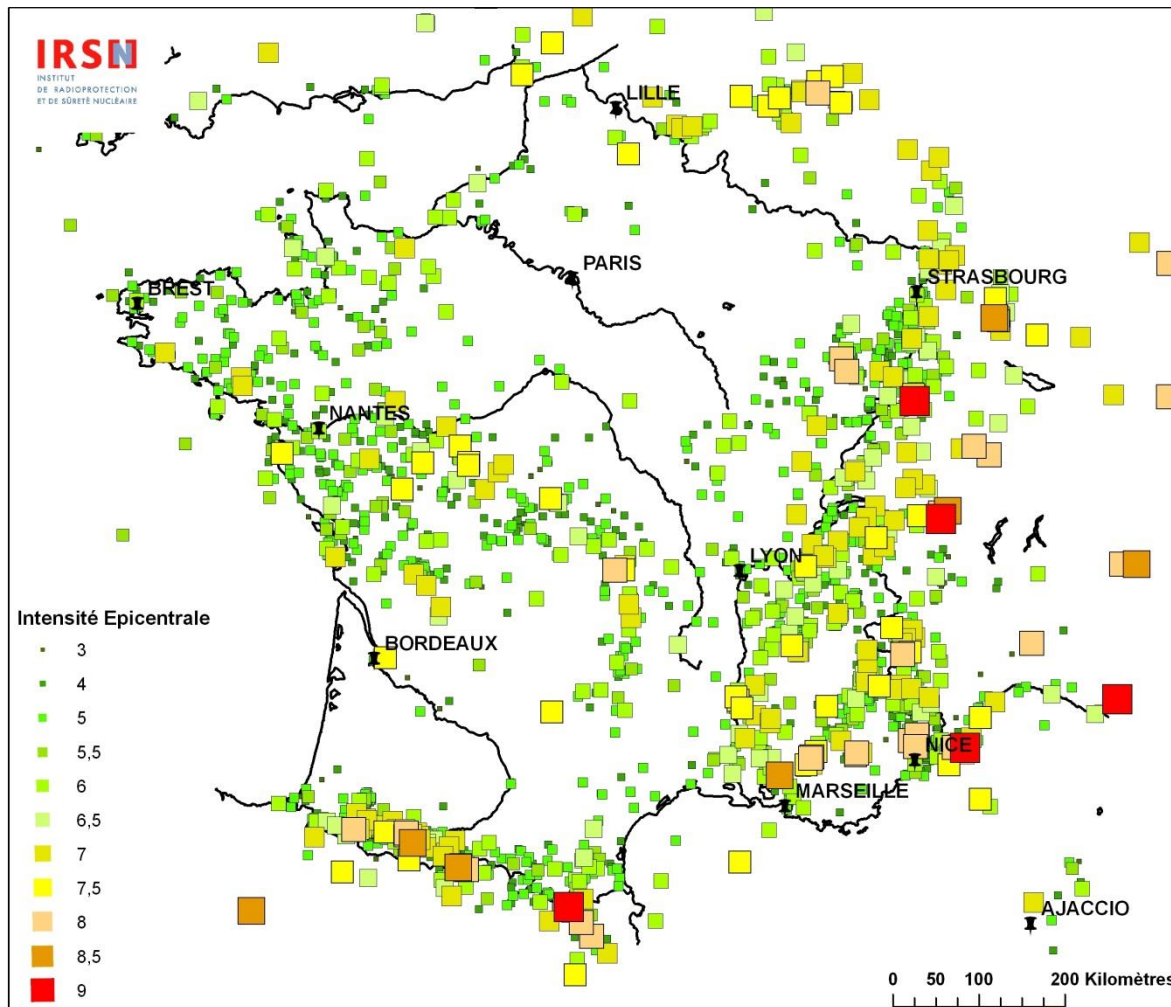 IRSN
INSTITUT
DE RADIOPROTECTION
ET DE SÛRETÉ NUCLÉAIRE
LILLE
PARIS
STRASBOURG
BREST
NANTES
LYON
BORDEAUX
NICE
MARSEILLE
AJACCIO
Intensité Epicentrale
3
4
5
5,5
6
6,5
7
7,5
8
8,5
9
0 50 100 200 Kilomètres